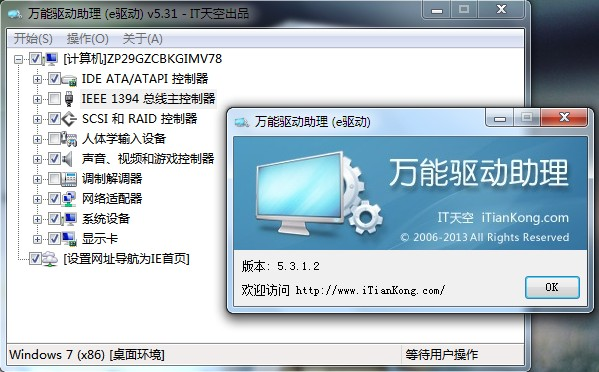 万能驱动助理 (e驱动) v5.31 - IT天空出品
开始(S) 操作(O) 关于(A)
[计算机]ZP29GZCBKGIMV78
IDE ATA/ATAPI 控制器
IEEE 1394 总线主控制器
SCSI 和 RAID 控制器
人体学输入设备
声音、视频和游戏控制器
调制解调器
网络适配器
系统设备
显示卡
[设置网址导航为IE首页]
万能驱动助理 (e驱动)
万能驱动助理
IT天空 iTianKong.com
© 2006-2013 All Rights Reserved
版本: 5.3.1.2
欢迎访问 http://www.iTianKong.com/
OK
Windows 7 (x86) [桌面环境]
等待用户操作